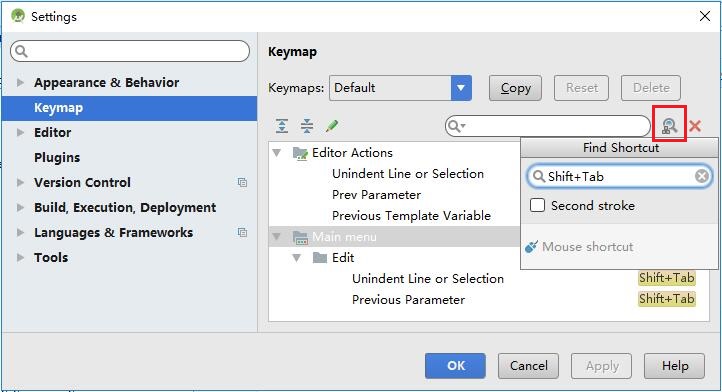 Settings
Keymap
Appearance & Behavior
Keymap
Editor
Plugins
Version Control
Build, Execution, Deployment
Languages & Frameworks
Tools
Keymaps: Default Copy Reset Delete
Find Shortcut
Shift+Tab
Second stroke
Mouse shortcut
Editor Actions
Unindent Line or Selection
Prev Parameter
Previous Template Variable
Main menu
Edit
Unindent Line or Selection Shift+Tab
Previous Parameter Shift+Tab
OK Cancel Apply Help